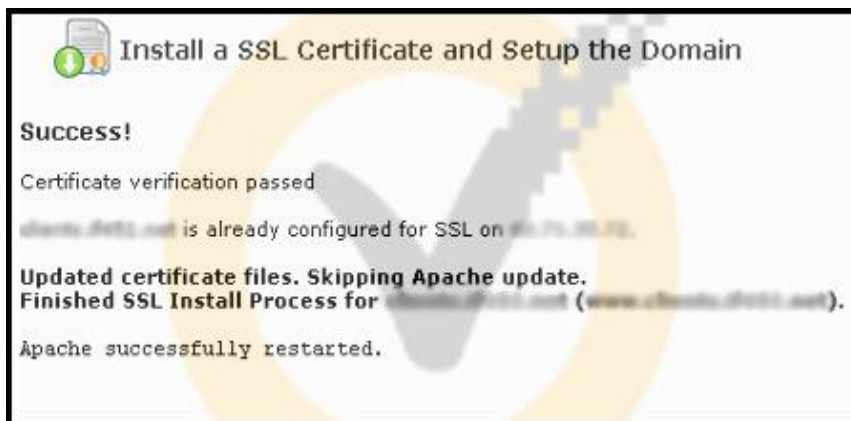 Install a SSL Certificate and Setup the Domain
Success!
Certificate verification passed
is already configured for SSL on
Updated certificate files. Skipping Apache update.
Finished SSL Install Process for (www.
Apache successfully restarted.